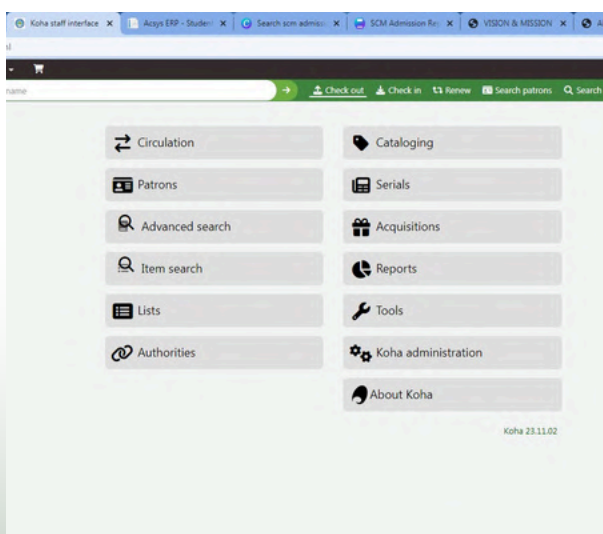 Koha staff interface
Acsys ERP - Student
Search scm admissi
SCM Admission Re
VISION & MISSION
name
Check out
Check in
Renew
Search patrons
Search
Circulation
Cataloging
Patrons
Serials
Advanced search
Acquisitions
Item search
Reports
Lists
Tools
Authorities
Koha administration
About Koha
Koha 23.11.02